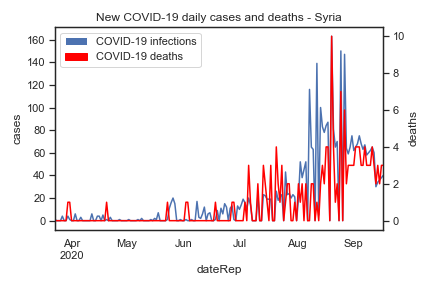 New COVID-19 daily cases and deaths - Syria
COVID-19 infections
COVID-19 deaths
160
140
120
100
80
60
40
20
0
cases
10
8
6
4
2
0
deaths
Apr
2020
May
Jun
Jul
Aug
Sep
dateRep